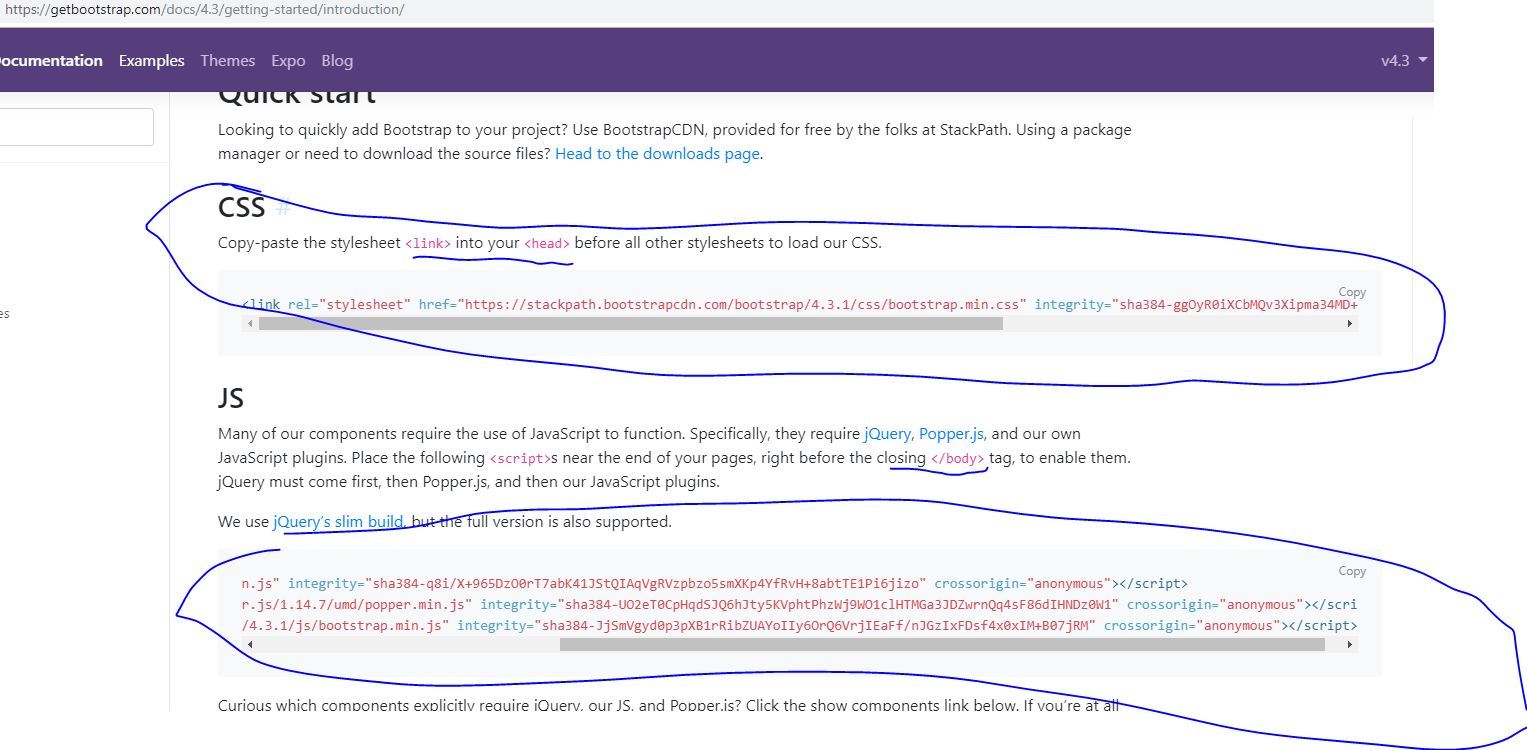 https://getbootstrap.com/docs/4.3/getting-started/introduction/
ocumentation Examples Themes Expo Blog v4.3
Quick start
Looking to quickly add Bootstrap to your project? Use BootstrapCDN, provided for free by the folks at StackPath. Using a package
manager or need to download the source files? Head to the downloads page.
CSS #
Copy-paste the stylesheet <link> into your <head> before all other stylesheets to load our CSS.
Copy
<link rel="stylesheet" href="https://stackpath.bootstrapcdn.com/bootstrap/4.3.1/css/bootstrap.min.css" integrity="sha384-ggOyR0iXCbMQv3Xipma34MD+
es
JS
Many of our components require the use of JavaScript to function. Specifically, they require jQuery, Popper.js, and our own
JavaScript plugins. Place the following <script>s near the end of your pages, right before the closing </body> tag, to enable them.
jQuery must come first, then Popper.js, and then our JavaScript plugins.
We use jQuery's slim build, but the full version is also supported.
Copy
n.js" integrity="sha384-q8i/X+965DzO0rT7abK41JStQIAqVgRVzpbzo5smXKp4YfRvH+8abtTE1Pi6jizo" crossorigin="anonymous"></script>
r.js/1.14.7/umd/popper.min.js" integrity="sha384-UO2eT0CpHqdSJQ6hJty5KVphtPhzWj9WO1clHTMGa3JDZwrnQq4sF86dIHNDz0W1" crossorigin="anonymous"></scri
/4.3.1/js/bootstrap.min.js" integrity="sha384-JjSmVgyd0p3pXB1rRibZUAYoIIy6OrQ6VrjIEaFf/nJGzIxFDsf4x0xIM+B07jRM" crossorigin="anonymous"></script>
Curious which components explicitly require jQuery, our JS, and Popper.js? Click the show components link below. If you're at all